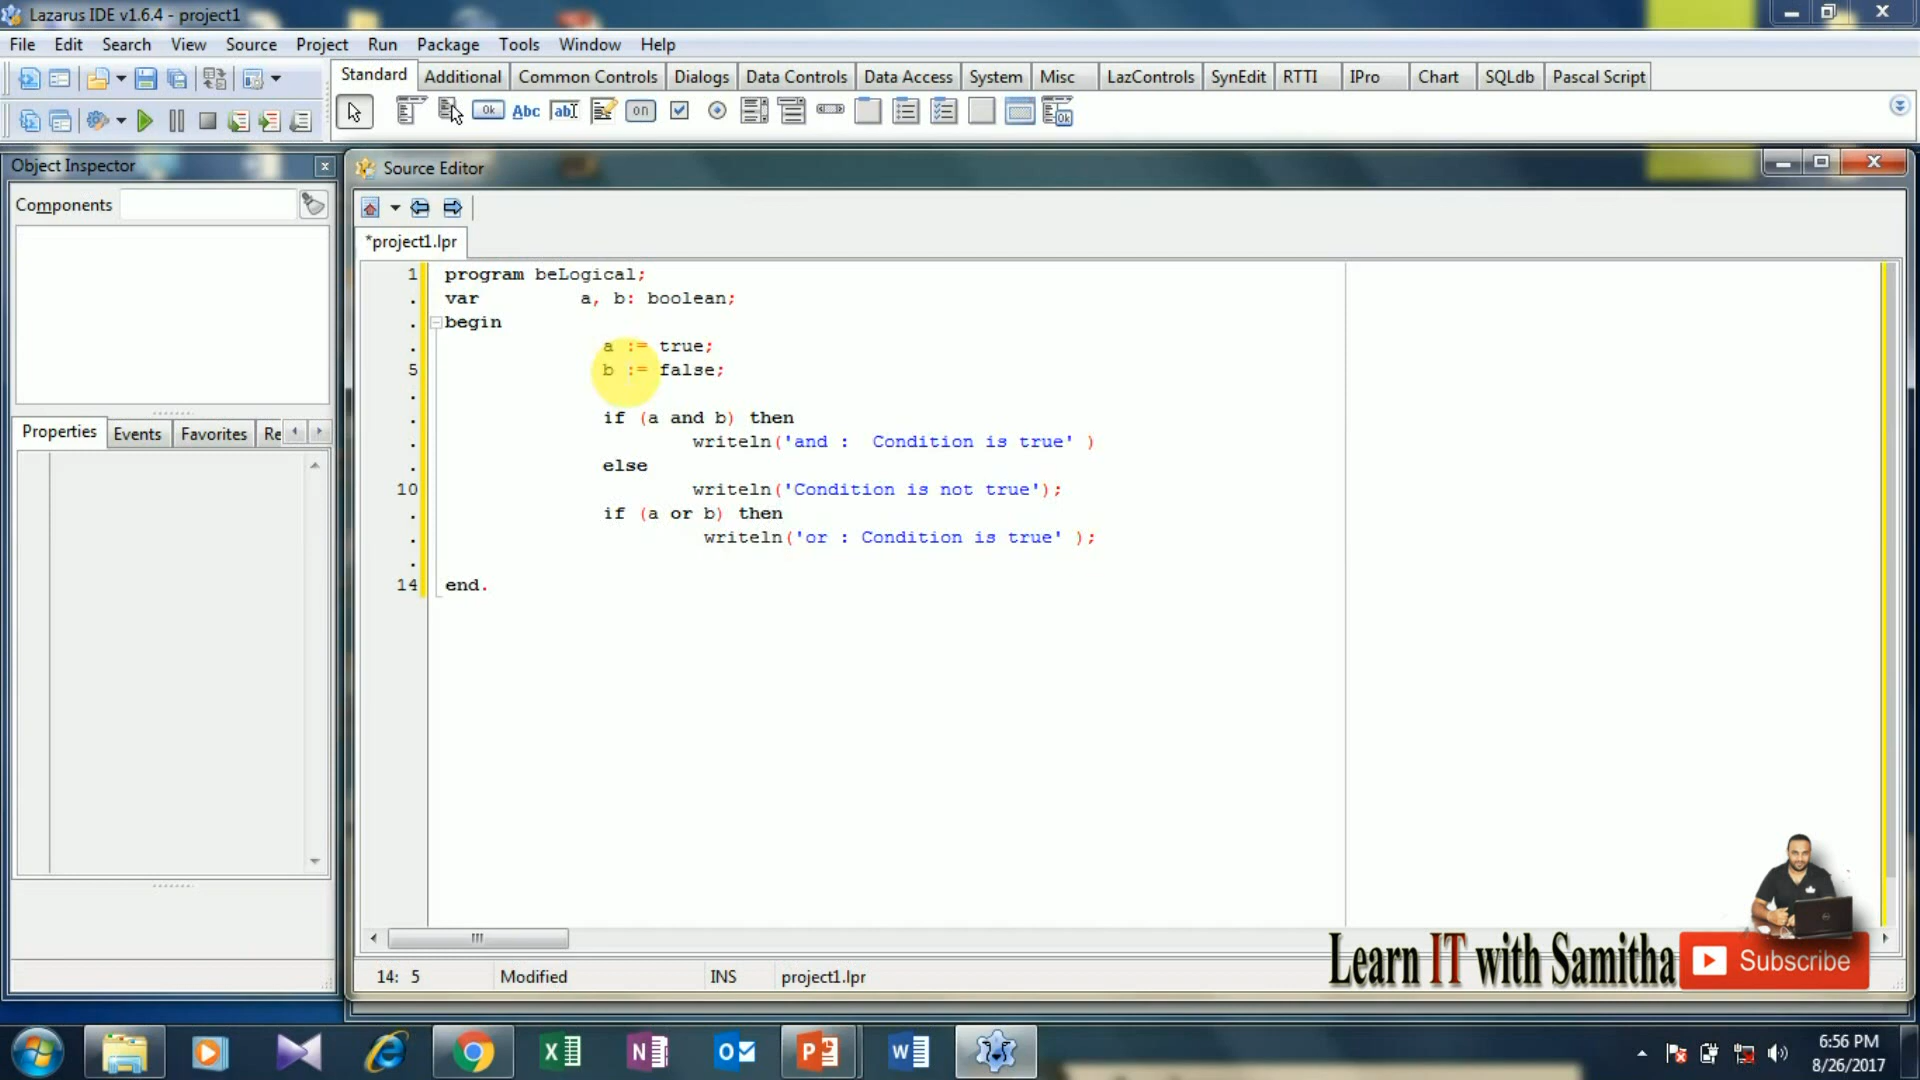 Lazarus IDE v1.6.4 - project1
File Edit Search View Source Project Run Package Tools Window Help
Standard Additional Common Controls Dialogs Data Controls Data Access System Misc LazControls SynEdit RTTI IPro Chart SQLdb Pascal Script
Ok Abc abI on
Object Inspector
Source Editor
Components
*project1.lpr
1 program beLogical;
. var a, b: boolean;
. begin
. a := true;
5 b := false;
.
. if (a and b) then
. writeln('and :  Condition is true' )
. else
10 writeln('Condition is not true');
. if (a or b) then
. writeln('or : Condition is true' );
.
14 end.
Properties Events Favorites Re
14: 5 Modified INS project1.lpr
Learn IT with Samitha Subscribe
6:56 PM
8/26/2017